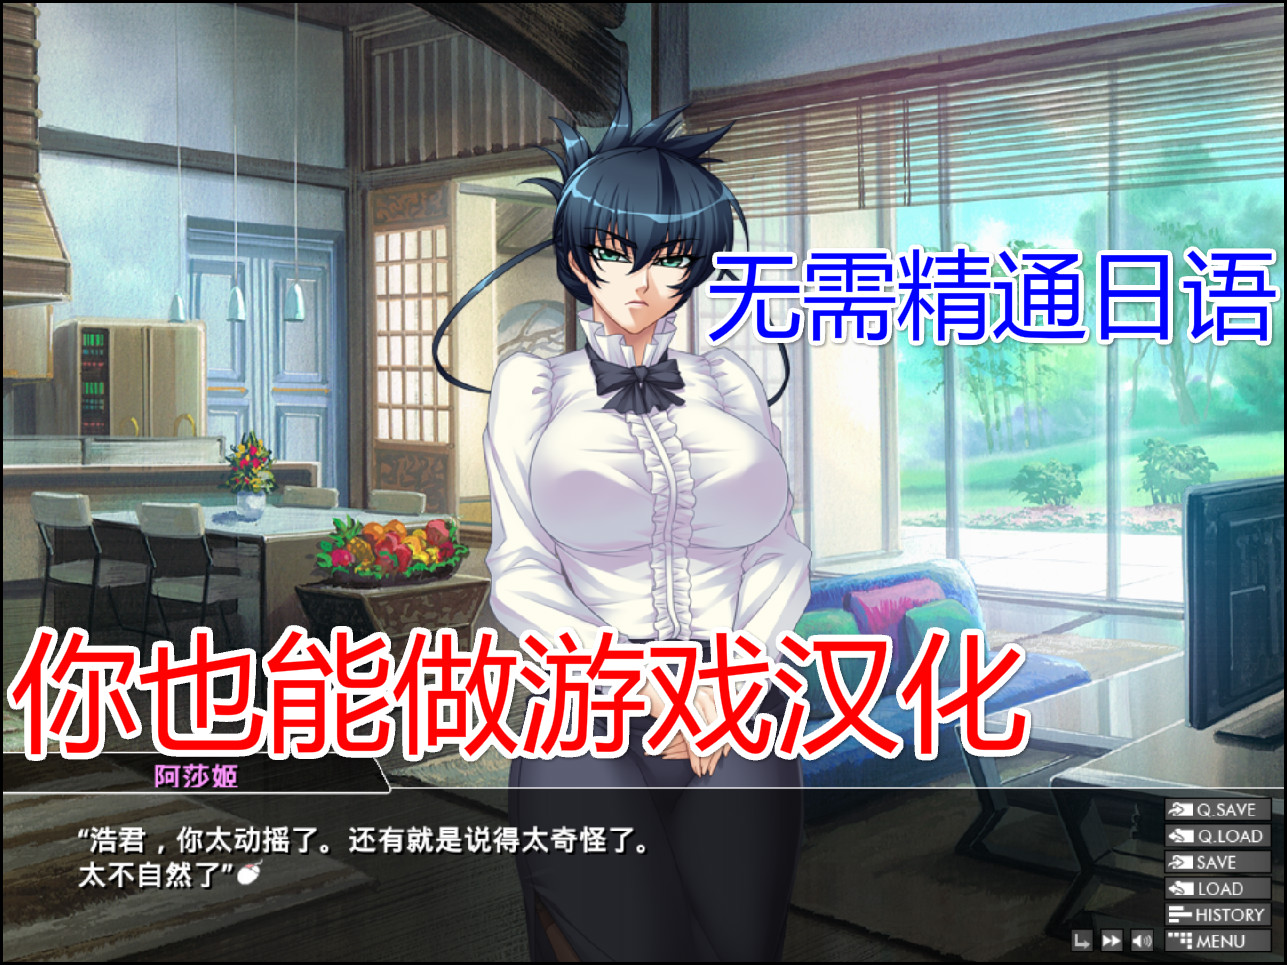 无需精通日语
你也能做游戏汉化
阿莎姬
“浩君，你太动摇了。还有就是说得太奇怪了。
太不自然了”
Q.SAVE
Q.LOAD
SAVE
LOAD
HISTORY
MENU